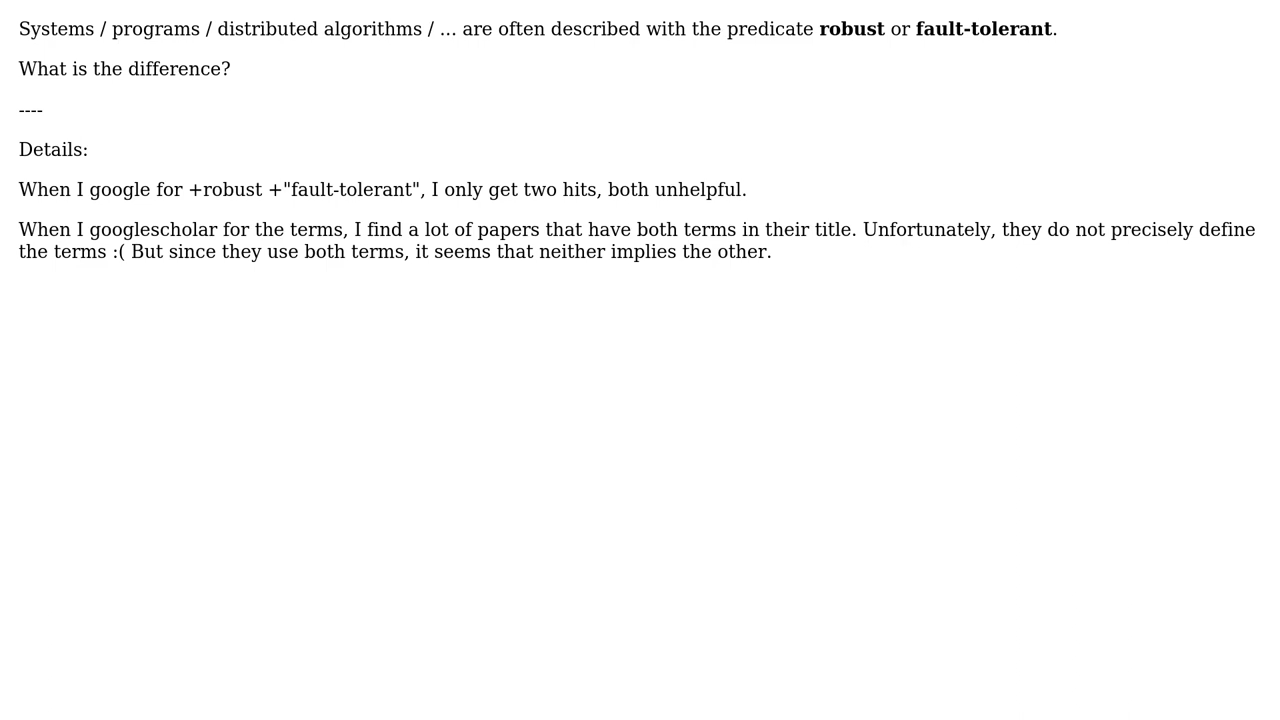 Systems / programs / distributed algorithms / ... are often described with the predicate robust or fault-tolerant.
What is the difference?
----
Details:
When I google for +robust +"fault-tolerant", I only get two hits, both unhelpful.
When I googlescholar for the terms, I find a lot of papers that have both terms in their title. Unfortunately, they do not precisely define
the terms :( But since they use both terms, it seems that neither implies the other.